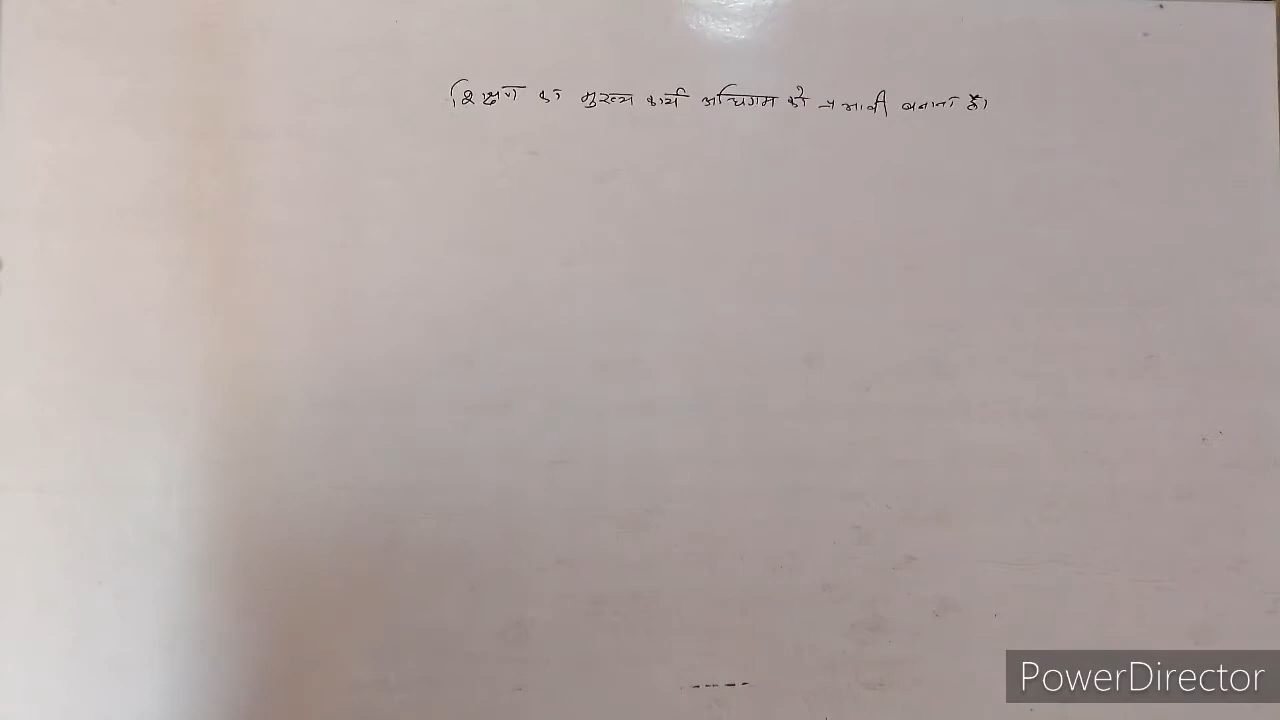 शिक्षण का मुख्य कार्य अधिगम को प्रभावी बनाना है।
PowerDirector